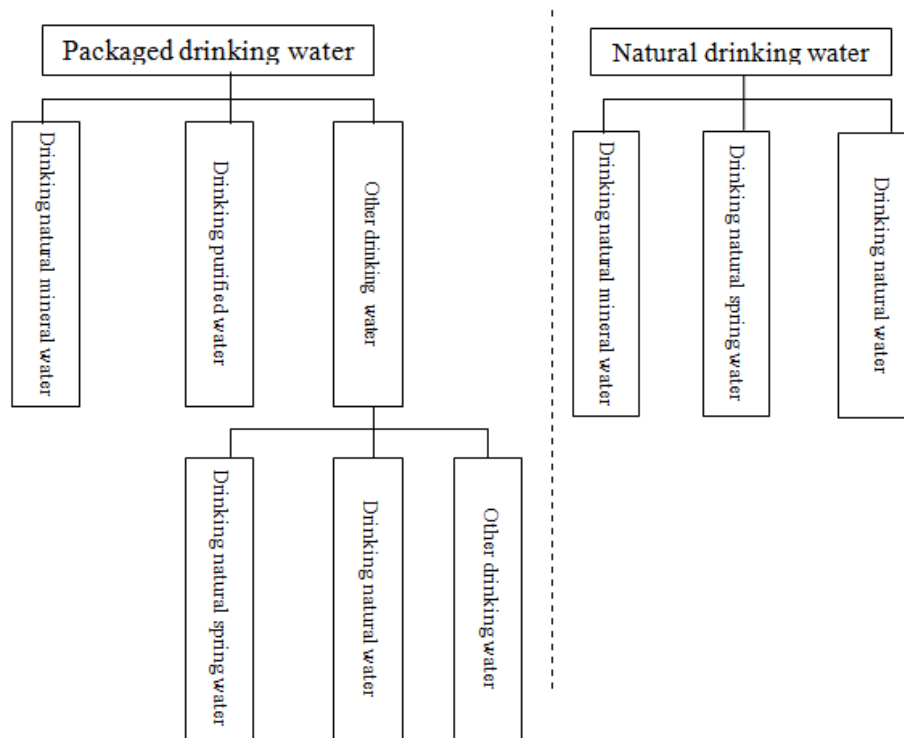 Packaged drinking water
Natural drinking water
Drinking natural mineral water
Drinking purified water
Other drinking water
Drinking natural mineral water
Drinking natural spring water
Drinking natural water
Drinking natural spring water
Drinking natural water
Other drinking water